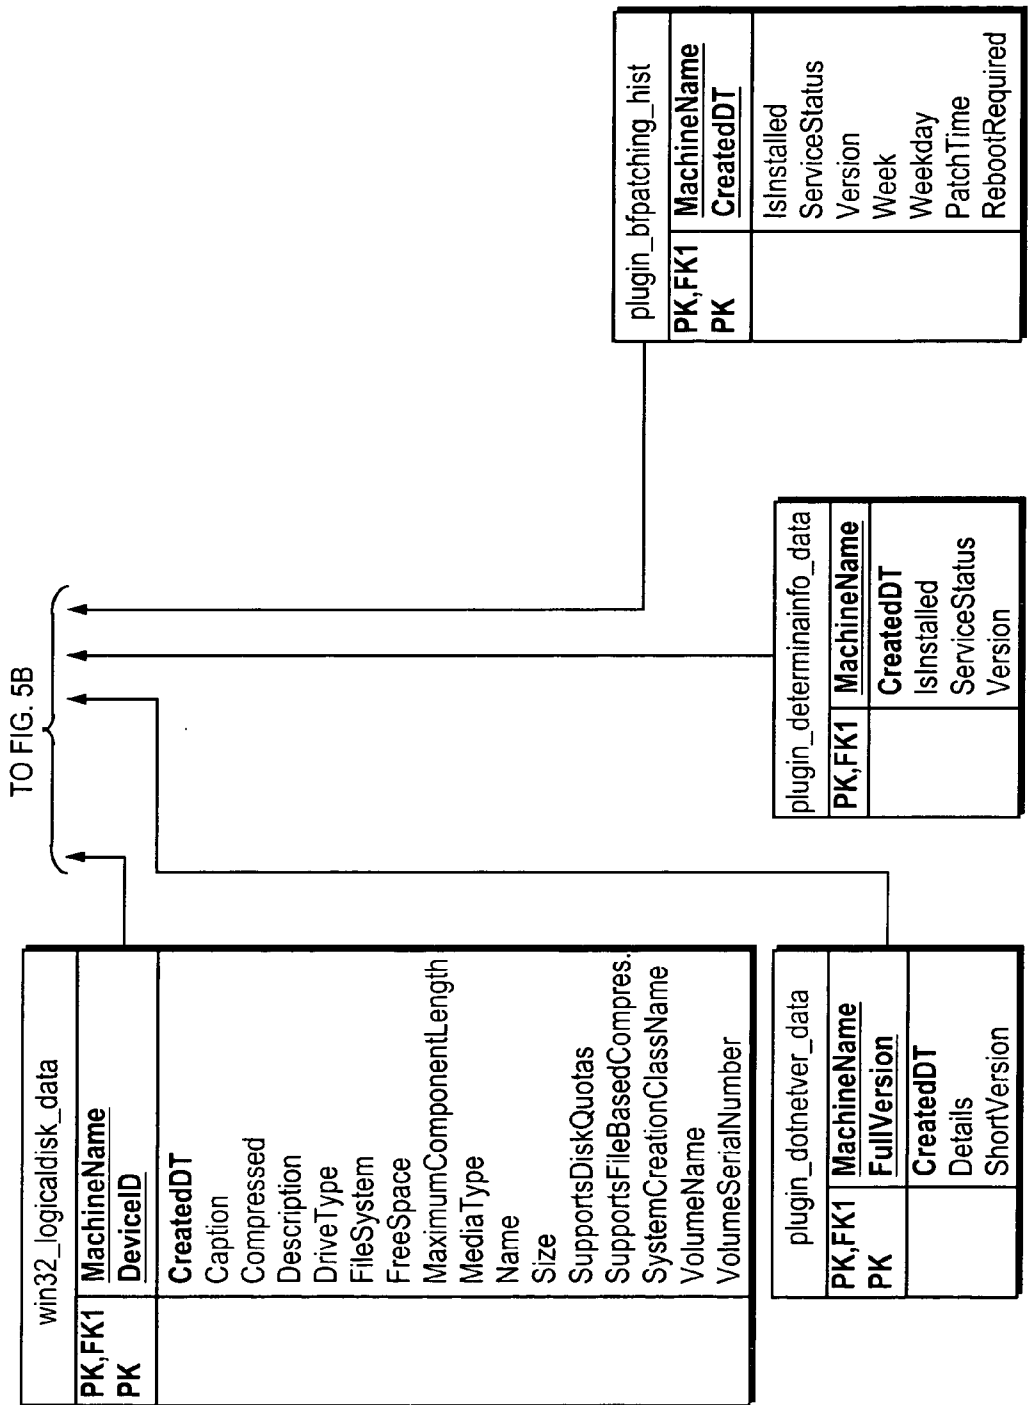 TO FIG. 5B
win32_logicaldisk_data
PK,FK1 MachineName
PK DeviceID
CreatedDT
Caption
Compressed
Description
DriveType
FileSystem
FreeSpace
MaximumComponentLength
MediaType
Name
Size
SupportsDiskQuotas
SupportsFileBasedCompres.
SystemCreationClassName
VolumeName
VolumeSerialNumber
plugin_dotnetver_data
PK,FK1 MachineName
PK FullVersion
CreatedDT
Details
ShortVersion
plugin_determinainfo_data
PK,FK1 MachineName
CreatedDT
IsInstalled
ServiceStatus
Version
plugin_bfpatching_hist
PK,FK1 MachineName
PK CreatedDT
IsInstalled
ServiceStatus
Version
Week
Weekday
PatchTime
RebootRequired